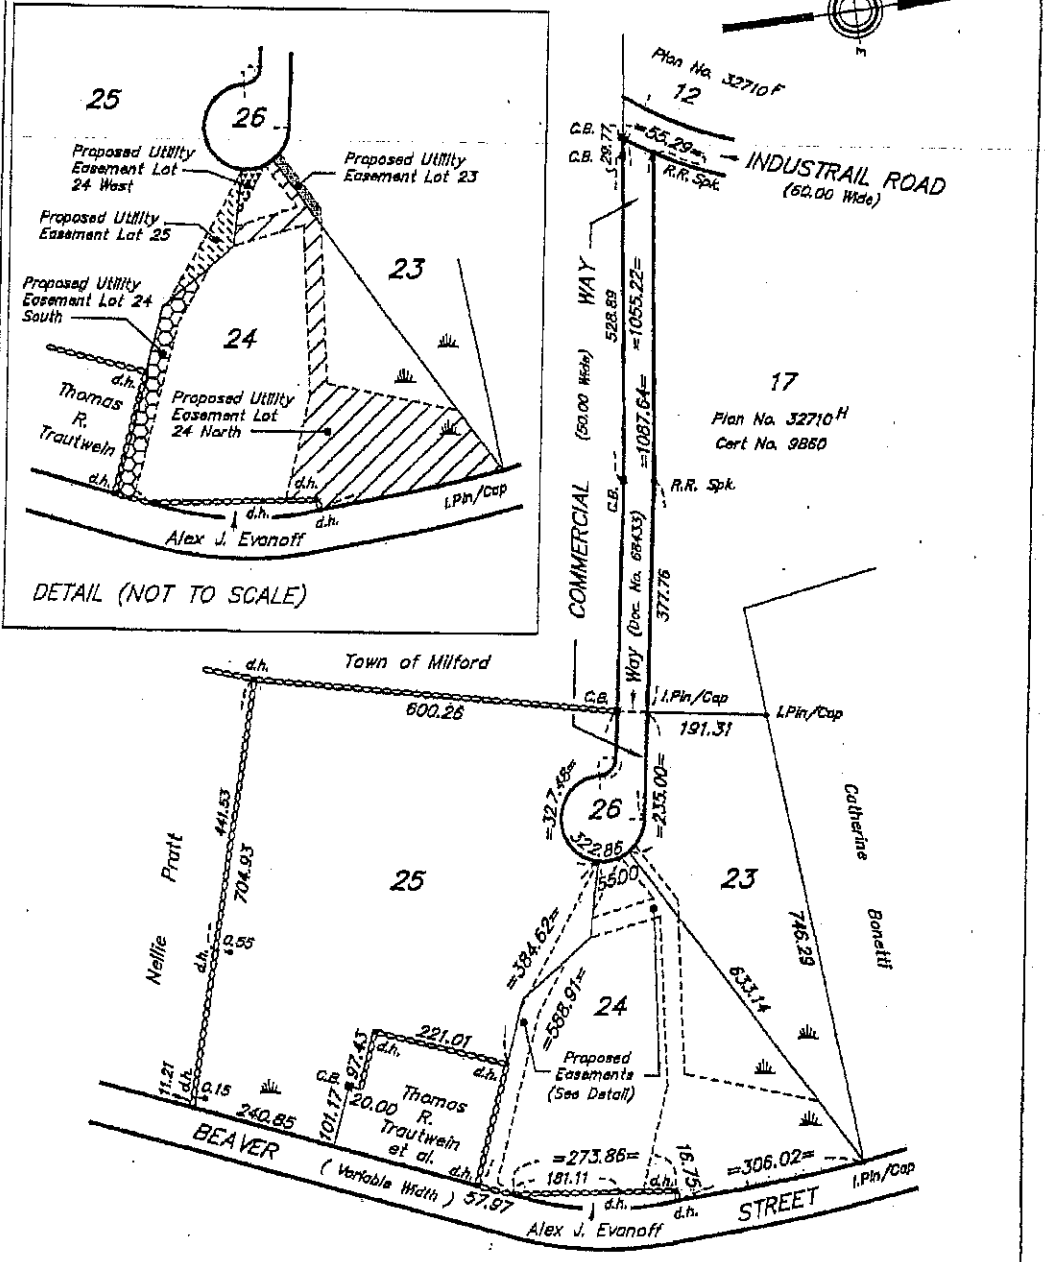 25
26
Proposed Utility
Easement Lot
24 West
Proposed Utility
Easement Lot 23
Proposed Utility
Easement Lot 25
Proposed Utility
Easement Lot 24
South
23
24
d.h.
Thomas
R.
Trautwein
Proposed Utility
Easement Lot
24 North
d.h.
d.h.
d.h.
d.h.
I.Pin/Cap
Alex J. Evanoff
DETAIL (NOT TO SCALE)
E
Plan No. 32710F
12
C.B.
C.B.
29.77
=55.29=
R.R. Spk.
INDUSTRAIL ROAD
(50.00 Wide)
COMMERCIAL (50.00 Wide) WAY
528.89
=1055.22=
=1087.64=
17
Plan No. 32710H
Cert No. 9860
C.B.
R.R. Spk.
Way (Doc. No. 68433)
377.76
Town of Milford
d.h.
600.26
C.B.
I.Pin/Cap
191.31
I.Pin/Cap
=327.48=
26
=235.00=
322.86
55.00
Nellie Pratt
441.53
704.93
d.h.
0.55
25
23
Catherine Bonetti
746.29
633.14
=384.62=
=588.91=
24
Proposed
Easements
(See Detail)
221.01
d.h.
d.h.
97.43
C.B.
20.00
101.17
Thomas
R.
Trautwein
et al.
d.h.
11.21
d.h.
0.15
240.85
BEAVER
( Variable Width )
57.97
=273.86=
181.11
d.h.
d.h.
16.75
d.h.
=306.02=
I.Pin/Cap
Alex J. Evanoff
STREET